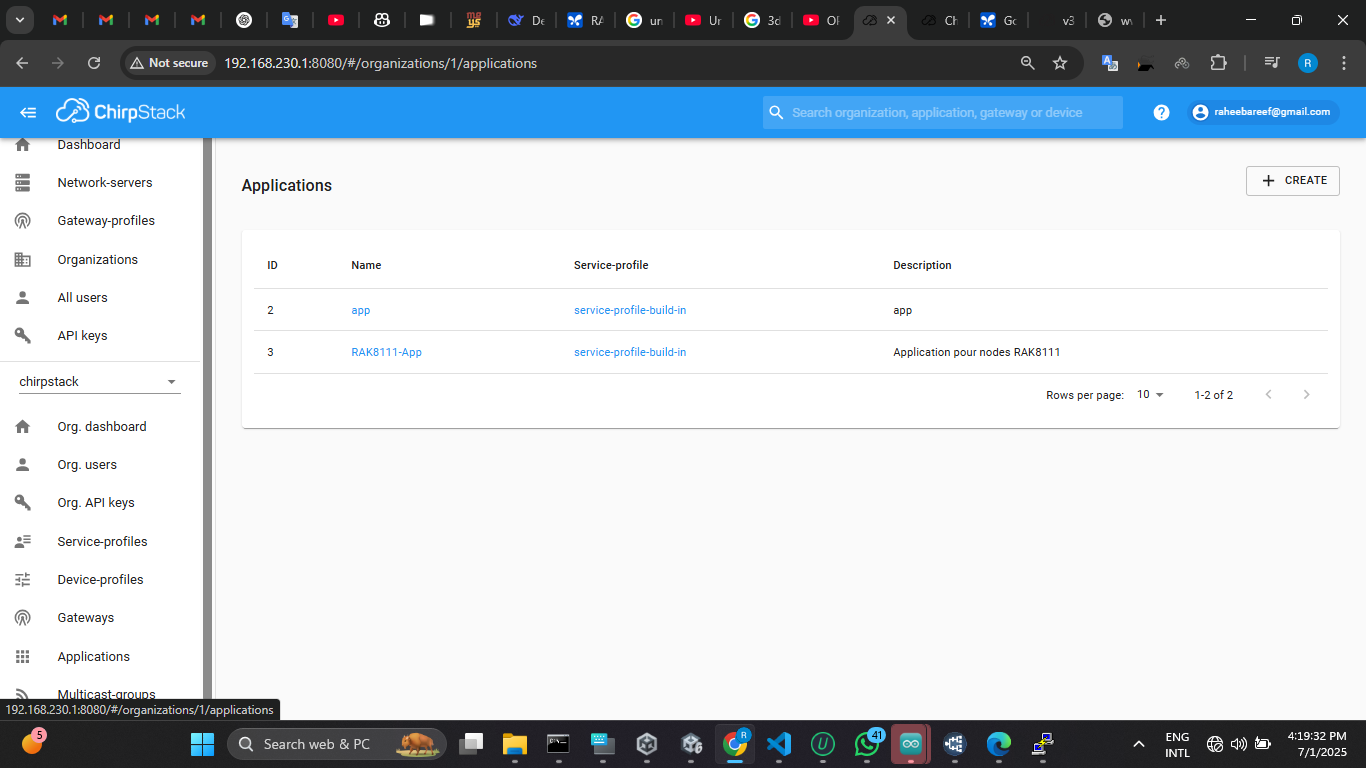 De
RA
un
Ur
3d
Of
Ch
Go
v3
Not secure
192.168.230.1:8080/#/organizations/1/applications
R
ChirpStack
Search organization, application, gateway or device
?
raheebareef@gmail.com
Dashboard
Network-servers
Gateway-profiles
Organizations
All users
API keys
chirpstack
Org. dashboard
Org. users
Org. API keys
Service-profiles
Device-profiles
Gateways
Applications
Multicast-groups
Applications
+ CREATE
ID Name Service-profile Description
2 app service-profile-build-in app
3 RAK8111-App service-profile-build-in Application pour nodes RAK8111
Rows per page: 10 1-2 of 2
192.168.230.1:8080/#/organizations/1/applications
5
Search web & PC
R
41
ENG
INTL
4:19:32 PM
7/1/2025